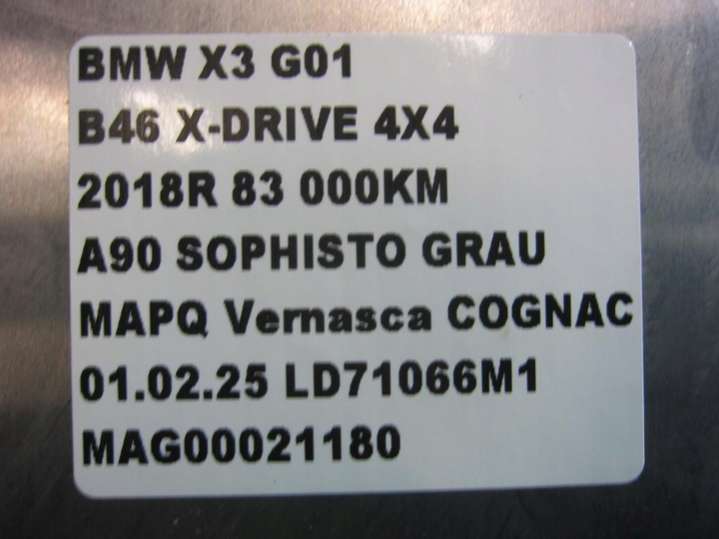 BMW X3 G01
B46 X-DRIVE 4X4
2018R 83 000KM
A90 SOPHISTO GRAU
MAPQ Vernasca COGNAC
01.02.25 LD71066M1
MAG00021180